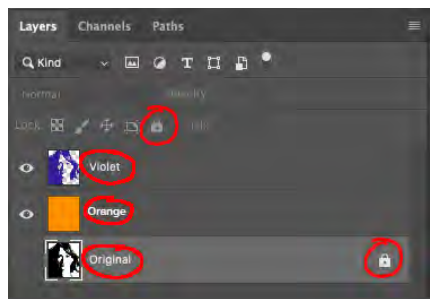 Layers Channels Paths
Kind T
Normal Opacity
Lock: Fill:
Violet
Orange
Original